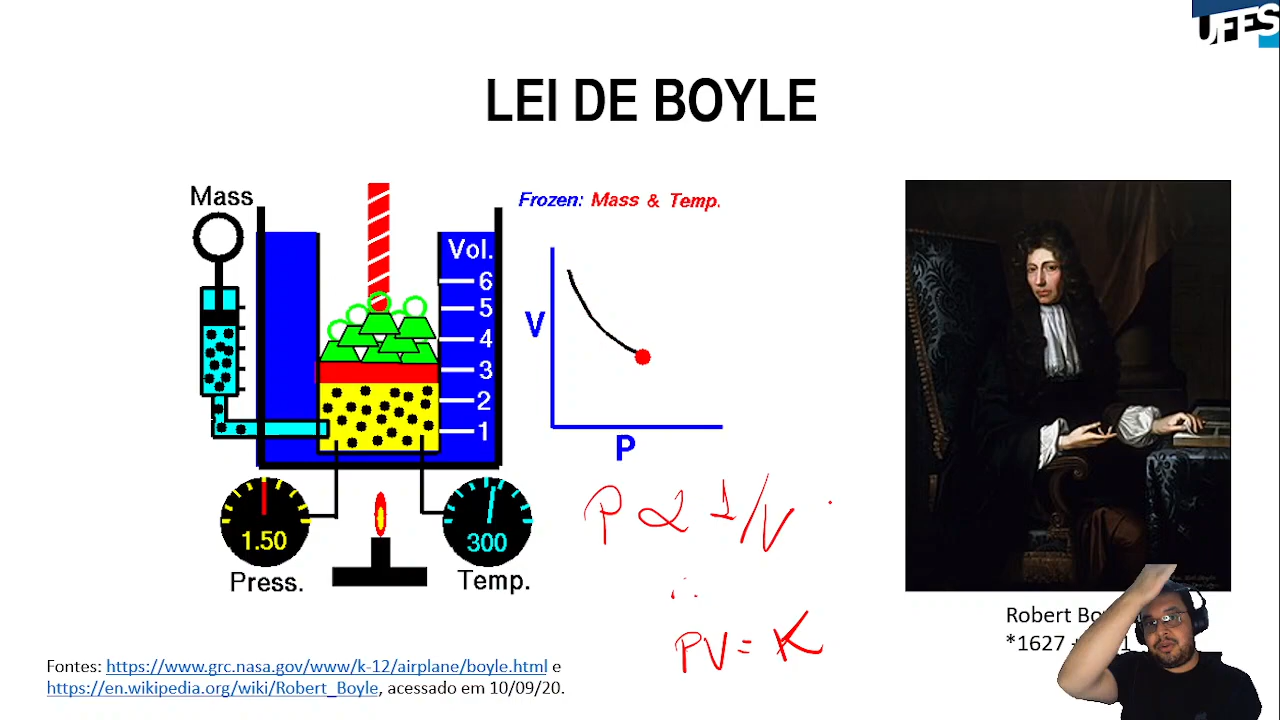 UFES
LEI DE BOYLE
Mass
Frozen: Mass & Temp.
Vol.
6
5
4
3
2
1
V
P
1.50
Press.
300
Temp.
P ∝ 1/V
∴
PV = K
Robert Bo
*1627
Fontes: https://www.grc.nasa.gov/www/k-12/airplane/boyle.html e
https://en.wikipedia.org/wiki/Robert_Boyle, acessado em 10/09/20.